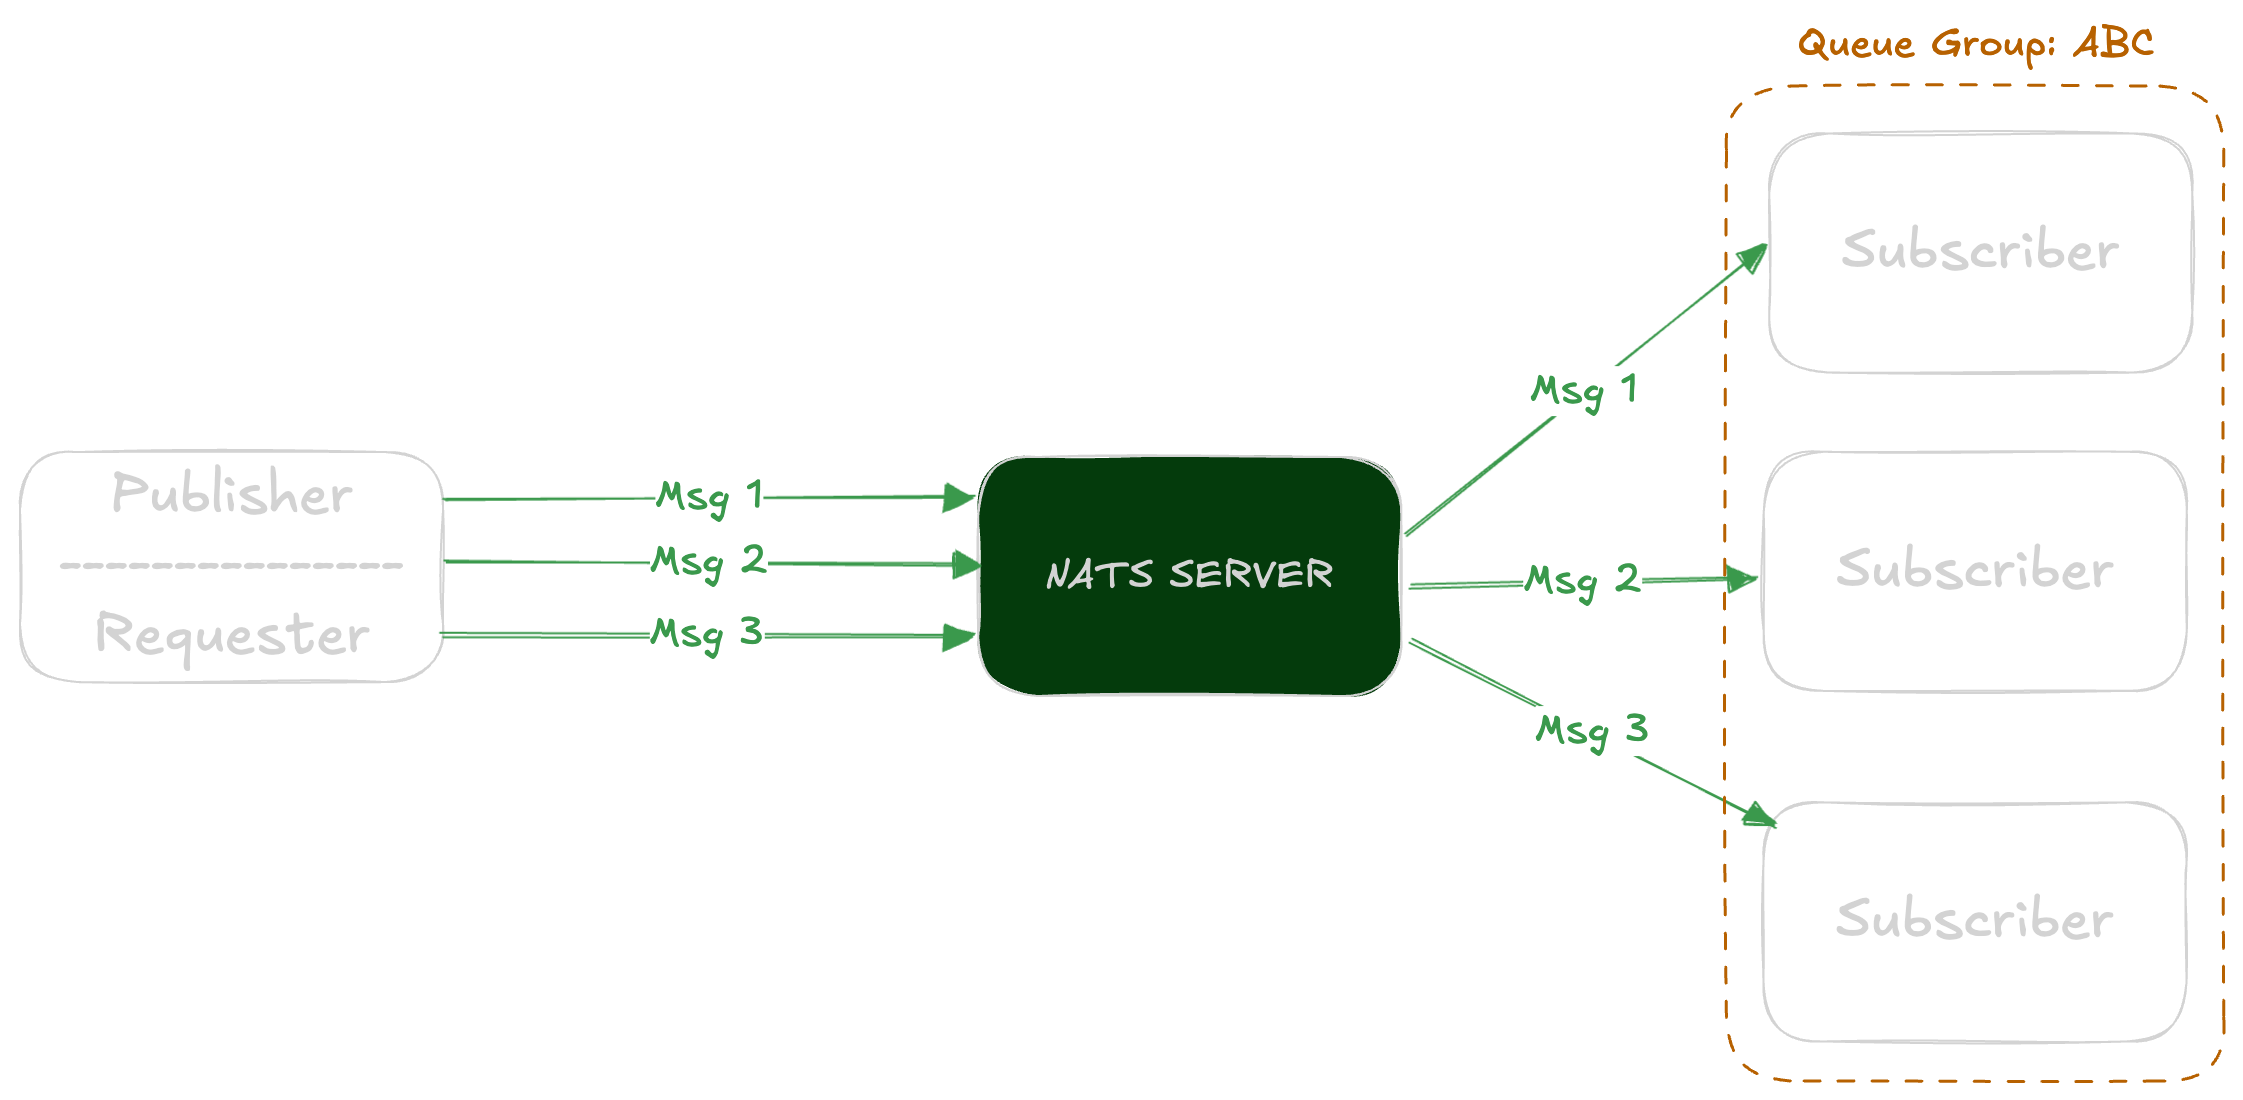 Queue Group: ABC
Publisher
Requester
Msg 1
Msg 2
Msg 3
NATS SERVER
Msg 1
Msg 2
Msg 3
Subscriber
Subscriber
Subscriber